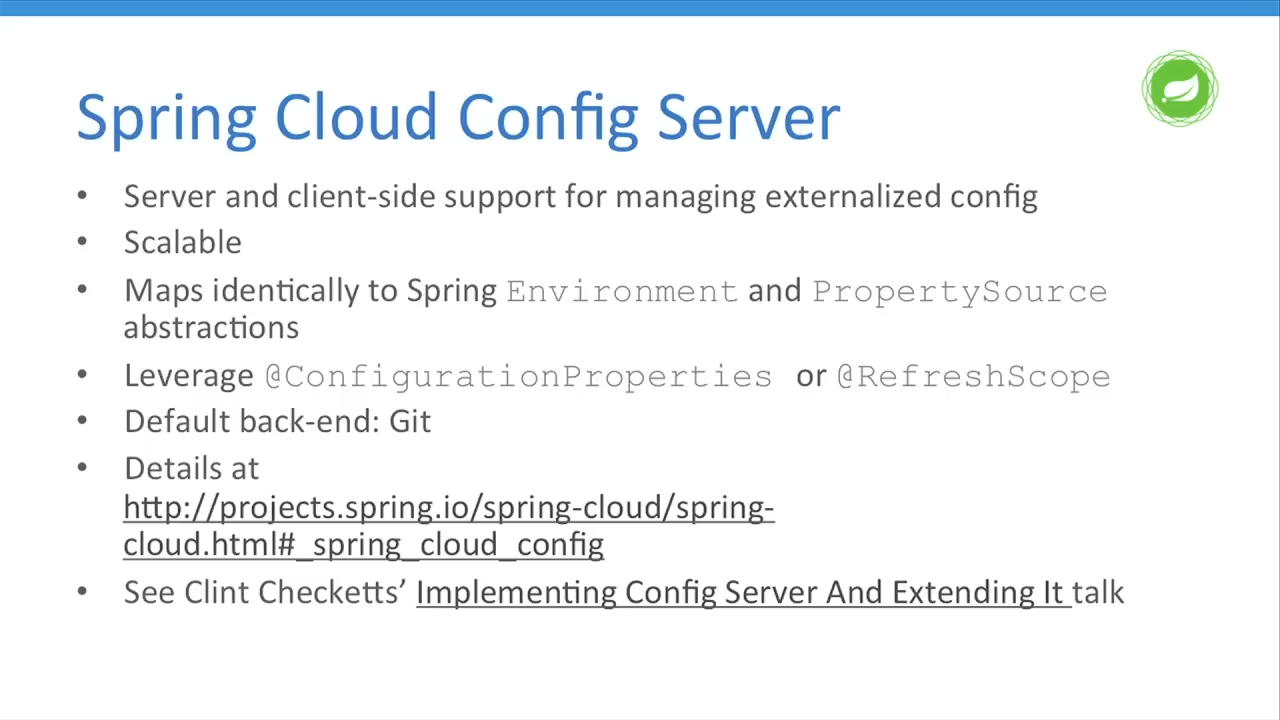 Spring Cloud Config Server
• Server and client-side support for managing externalized config
• Scalable
• Maps identically to Spring Environment and PropertySource
abstractions
• Leverage @ConfigurationProperties or @RefreshScope
• Default back-end: Git
• Details at
http://projects.spring.io/spring-cloud/spring-
cloud.html#_spring_cloud_config
• See Clint Checketts’ Implementing Config Server And Extending It talk